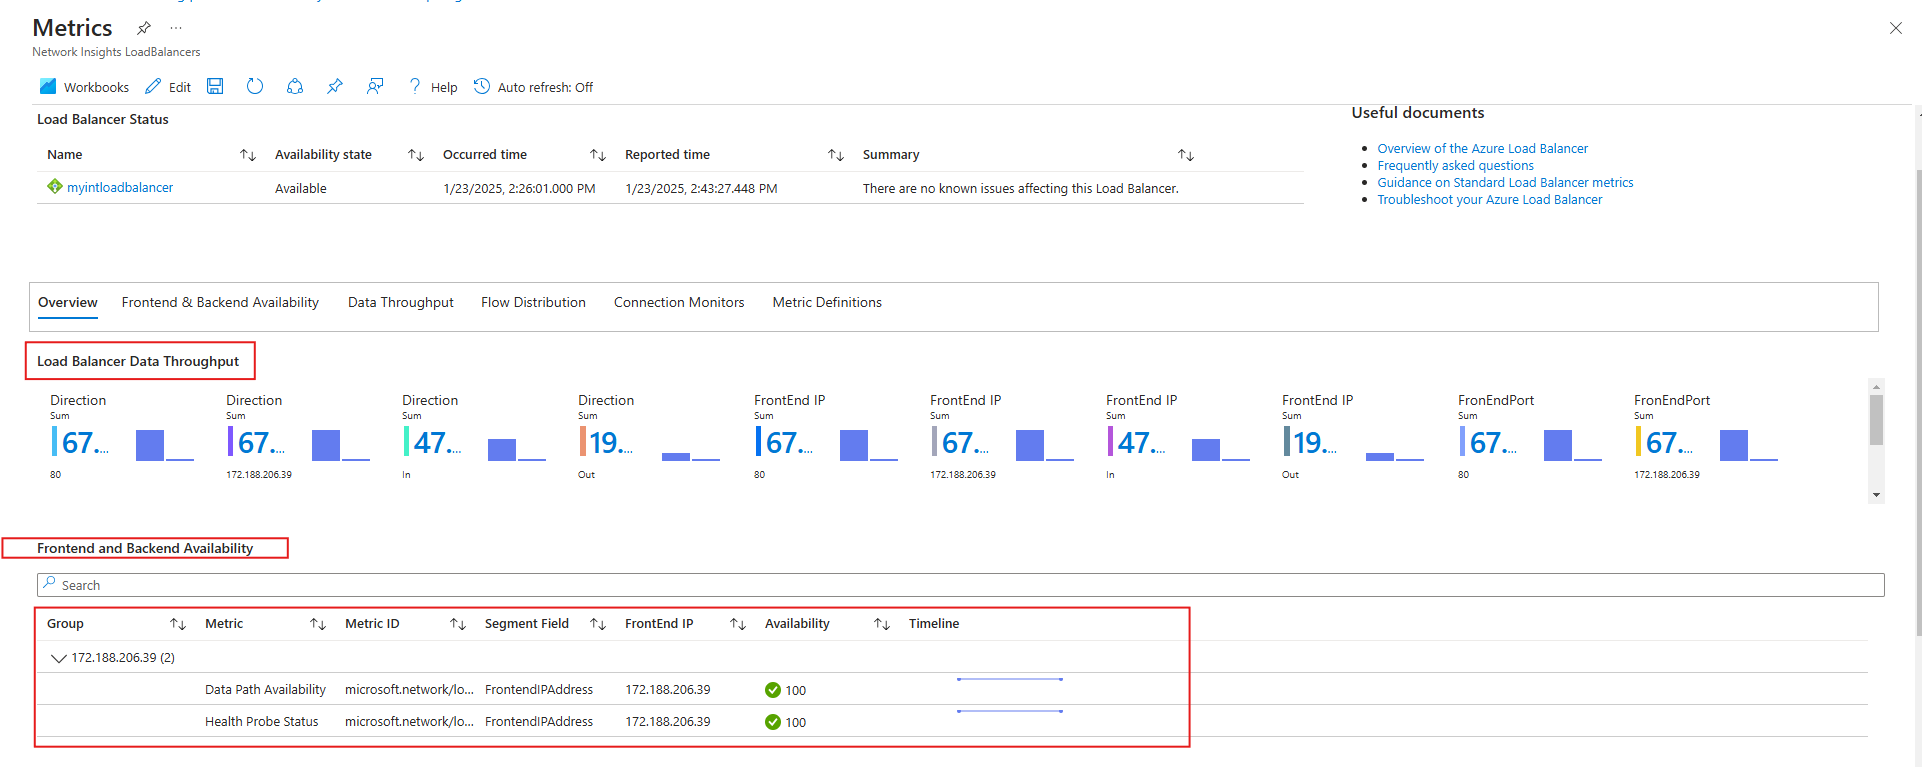 Metrics
Network Insights LoadBalancers
Workbooks Edit Help Auto refresh: Off
Load Balancer Status
Name Availability state Occurred time Reported time Summary
myintloadbalancer Available 1/23/2025, 2:26:01.000 PM 1/23/2025, 2:43:27.448 PM There are no known issues affecting this Load Balancer.
Useful documents
Overview of the Azure Load Balancer
Frequently asked questions
Guidance on Standard Load Balancer metrics
Troubleshoot your Azure Load Balancer
Overview Frontend & Backend Availability Data Throughput Flow Distribution Connection Monitors Metric Definitions
Load Balancer Data Throughput
Direction Direction Direction Direction FrontEnd IP FrontEnd IP FrontEnd IP FrontEnd IP FronEndPort FronEndPort
Sum Sum Sum Sum Sum Sum Sum Sum Sum Sum
67.... 67.... 47.... 19.... 67.... 67.... 47.... 19.... 67.... 67....
80 172.188.206.39 In Out 80 172.188.206.39 In Out 80 172.188.206.39
Frontend and Backend Availability
Search
Group Metric Metric ID Segment Field FrontEnd IP Availability Timeline
172.188.206.39 (2)
Data Path Availability microsoft.network/lo... FrontendIPAddress 172.188.206.39 100
Health Probe Status microsoft.network/lo... FrontendIPAddress 172.188.206.39 100